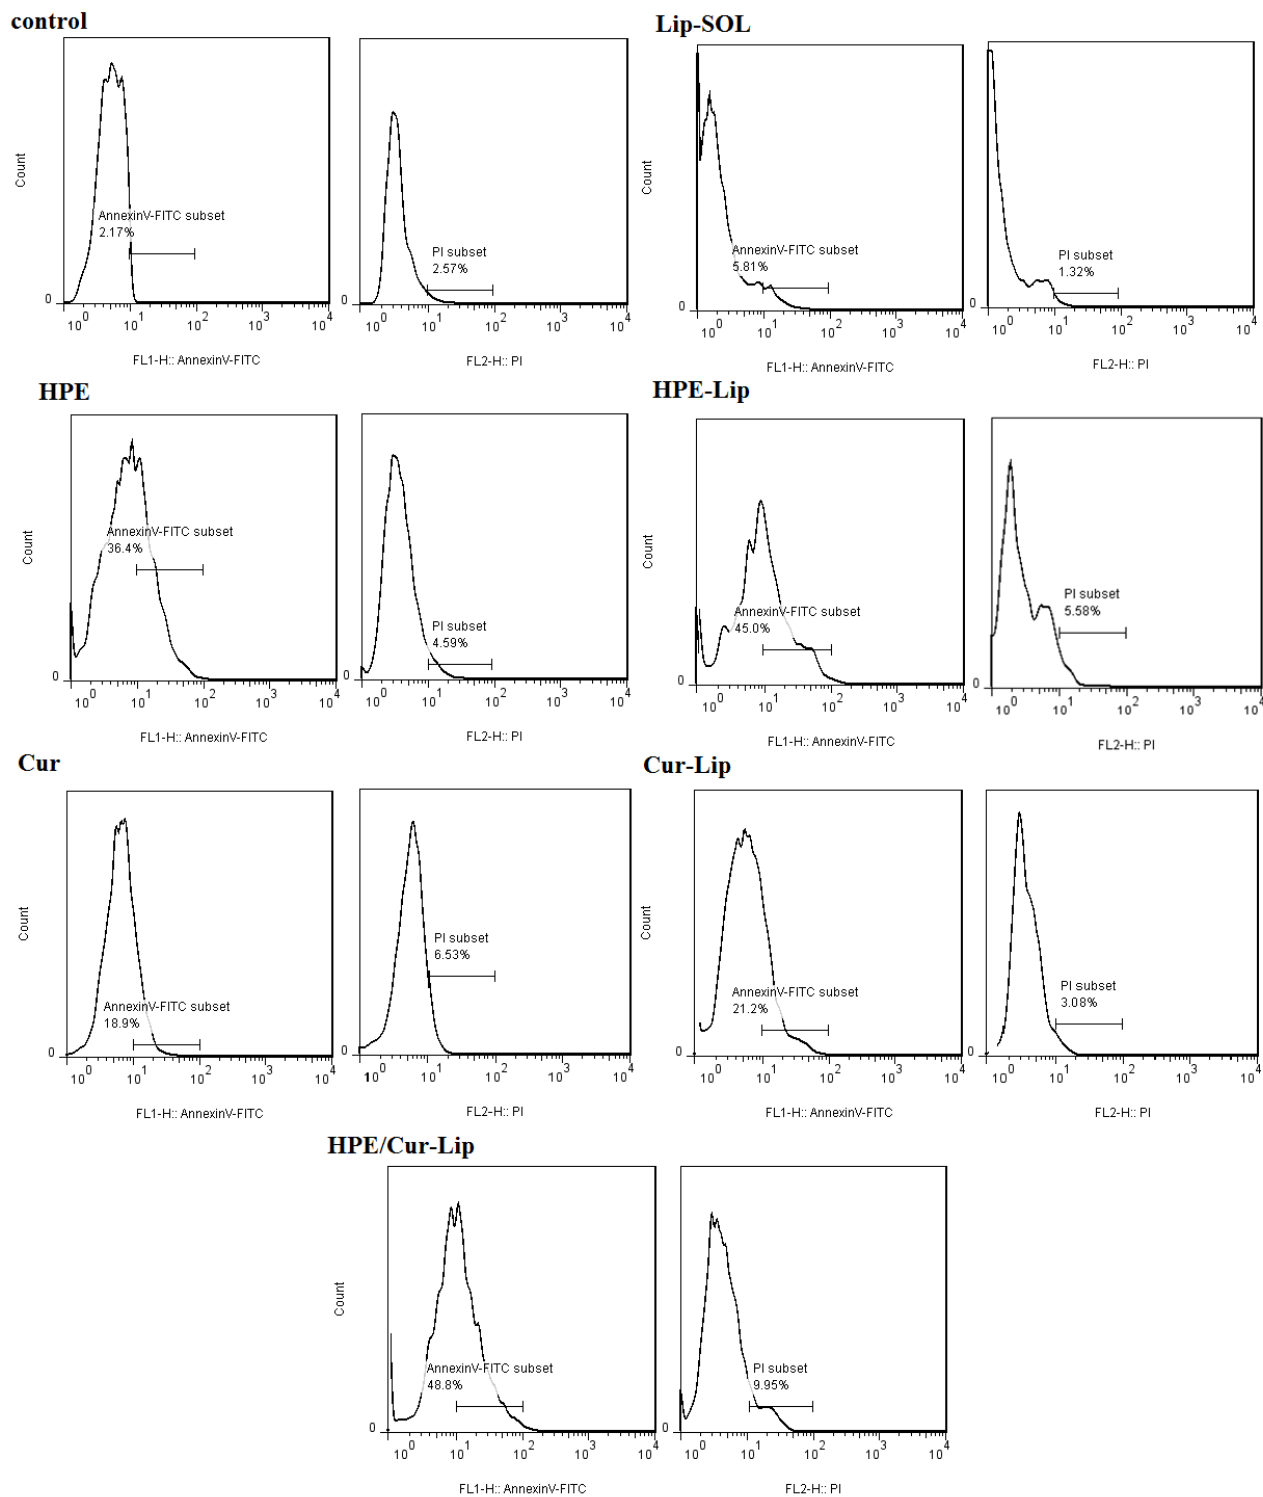 control
Count
AnnexinV-FITC subset
2.17%
0
10^0 10^1 10^2 10^3 10^4
FL1-H:: AnnexinV-FITC
PI subset
2.57%
0
10^0 10^1 10^2 10^3 10^4
FL2-H:: PI
Lip-SOL
Count
AnnexinV-FITC subset
5.81%
0
10^0 10^1 10^2 10^3 10^4
FL1-H:: AnnexinV-FITC
PI subset
1.32%
0
10^0 10^1 10^2 10^3 10^4
FL2-H:: PI
HPE
Count
AnnexinV-FITC subset
36.4%
0
10^0 10^1 10^2 10^3 10^4
FL1-H:: AnnexinV-FITC
PI subset
4.59%
0
10^0 10^1 10^2 10^3 10^4
FL2-H:: PI
HPE-Lip
Count
AnnexinV-FITC subset
45.0%
0
10^0 10^1 10^2 10^3 10^4
FL1-H:: AnnexinV-FITC
PI subset
5.58%
0
10^0 10^1 10^2 10^3 10^4
FL2-H:: PI
Cur
Count
AnnexinV-FITC subset
18.9%
0
10^0 10^1 10^2 10^3 10^4
FL1-H:: AnnexinV-FITC
PI subset
6.53%
0
10^0 10^1 10^2 10^3 10^4
FL2-H:: PI
Cur-Lip
Count
AnnexinV-FITC subset
21.2%
0
10^0 10^1 10^2 10^3 10^4
FL1-H:: AnnexinV-FITC
PI subset
3.08%
0
10^0 10^1 10^2 10^3 10^4
FL2-H:: PI
HPE/Cur-Lip
Count
AnnexinV-FITC subset
48.8%
0
10^0 10^1 10^2 10^3 10^4
FL1-H:: AnnexinV-FITC
PI subset
9.95%
10^0 10^1 10^2 10^3 10^4
FL2-H:: PI